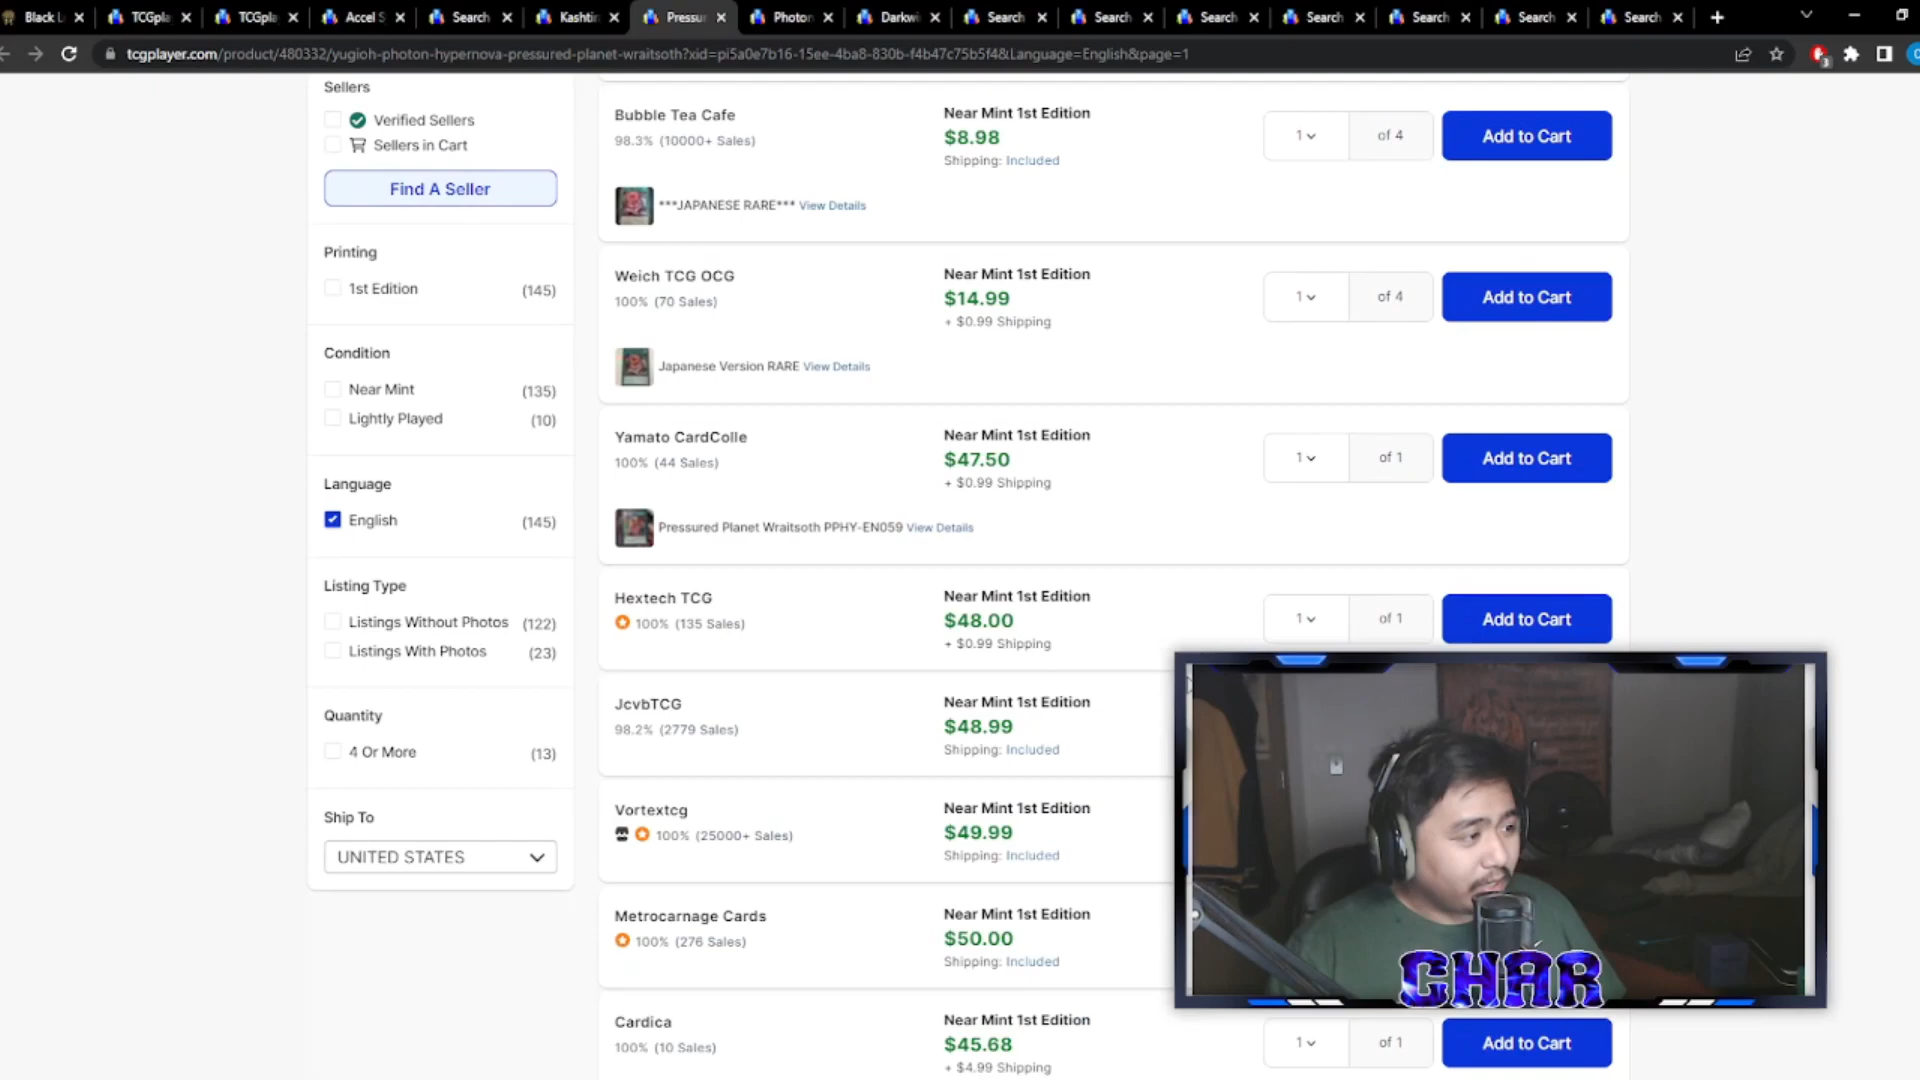 Black L
TCGpla
TCGpla
Accel S
Search
Kashtir
Pressur
Photon
Darkwi
Search
Search
Search
Search
Search
Search
Search
tcgplayer.com/product/480332/yugioh-photon-hypernova-pressured-planet-wraitsoth?xid=pi5a0e7b16-15ee-4ba8-830b-f4b47c75b5f4&Language=English&page=1
3
Sellers
Verified Sellers
Sellers in Cart
Find A Seller
Printing
1st Edition (145)
Condition
Near Mint (135)
Lightly Played (10)
Language
English (145)
Listing Type
Listings Without Photos (122)
Listings With Photos (23)
Quantity
4 Or More (13)
Ship To
UNITED STATES
Bubble Tea Cafe
98.3% (10000+ Sales)
Near Mint 1st Edition
$8.98
Shipping: Included
1 of 4
Add to Cart
***JAPANESE RARE*** View Details
Weich TCG OCG
100% (70 Sales)
Near Mint 1st Edition
$14.99
+ $0.99 Shipping
1 of 4
Add to Cart
Japanese Version RARE View Details
Yamato CardColle
100% (44 Sales)
Near Mint 1st Edition
$47.50
+ $0.99 Shipping
1 of 1
Add to Cart
Pressured Planet Wraitsoth PPHY-EN059 View Details
Hextech TCG
100% (135 Sales)
Near Mint 1st Edition
$48.00
+ $0.99 Shipping
1 of 1
Add to Cart
JcvbTCG
98.2% (2779 Sales)
Near Mint 1st Edition
$48.99
Shipping: Included
Vortextcg
100% (25000+ Sales)
Near Mint 1st Edition
$49.99
Shipping: Included
Metrocarnage Cards
100% (276 Sales)
Near Mint 1st Edition
$50.00
Shipping: Included
Cardica
100% (10 Sales)
Near Mint 1st Edition
$45.68
+ $4.99 Shipping
1 of 1
Add to Cart
CHAR